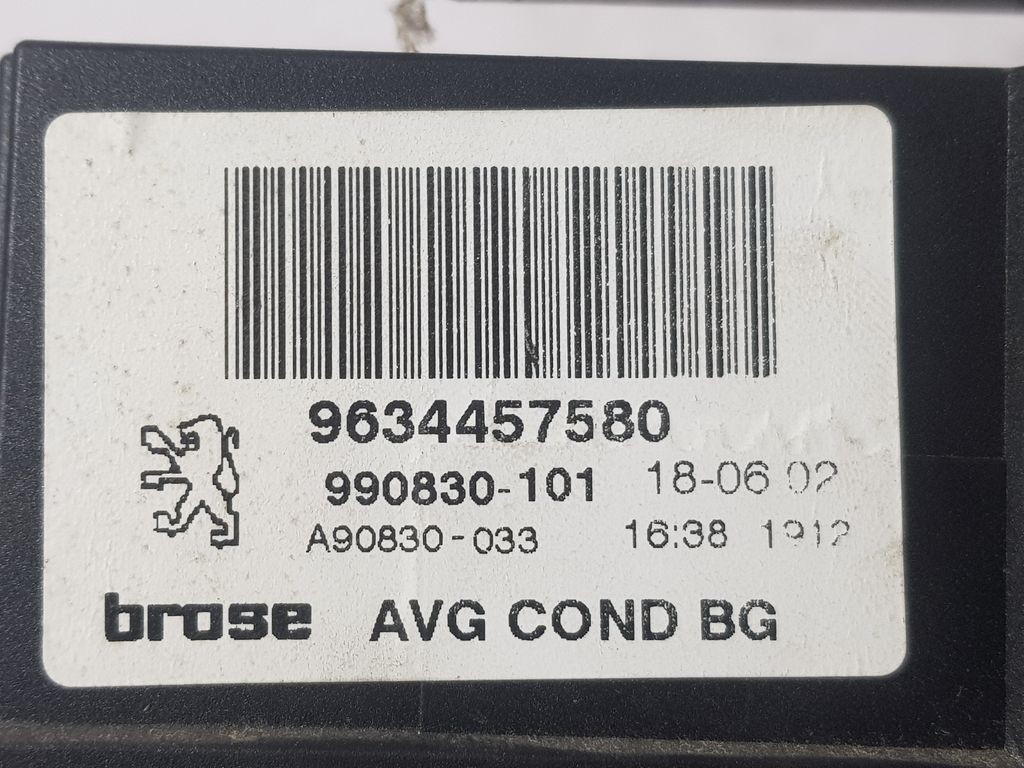 9634457580
990830-101 18-06 02
A90830-033 16:38 1912
brose AVG COND BG